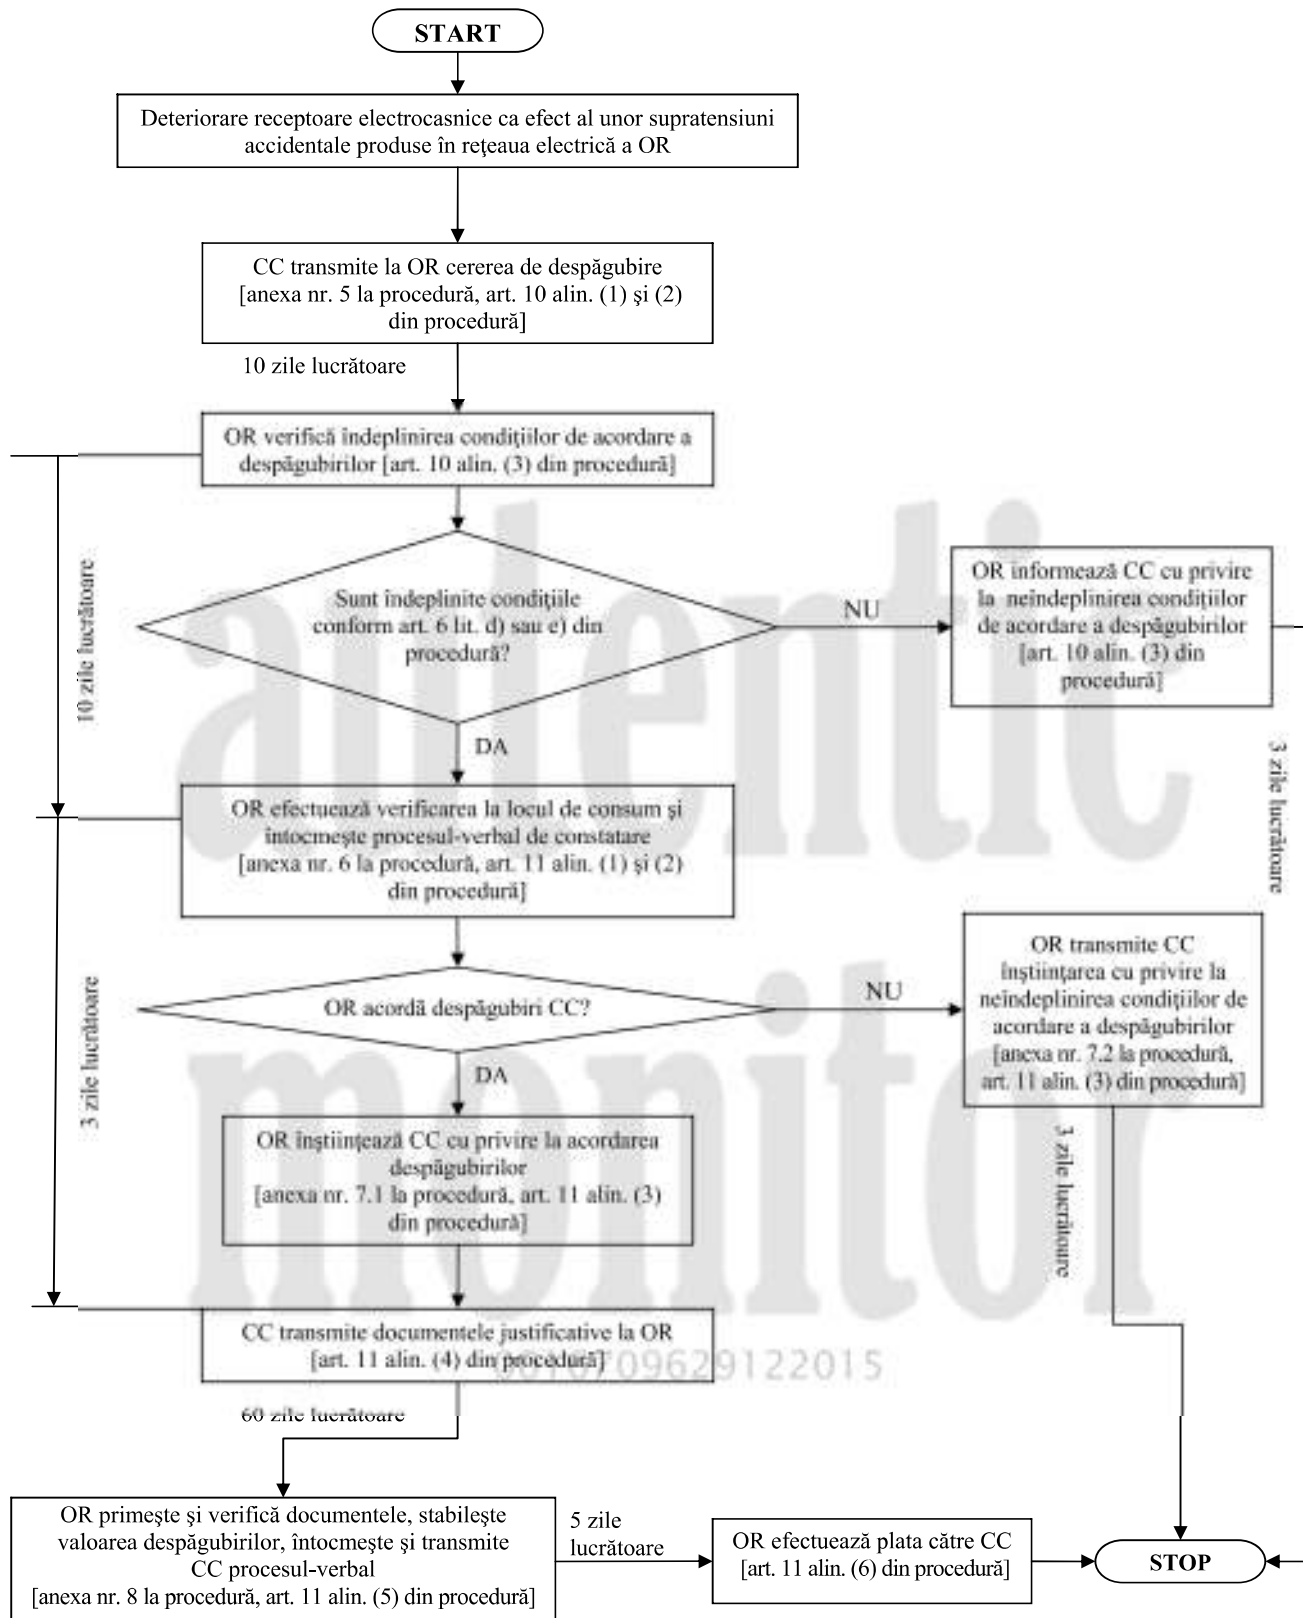 START
Deteriorare receptoare electrocasnice ca efect al unor supratensiuni
accidentale produse în rețeaua electrică a OR
CC transmite la OR cererea de despăgubire
[anexa nr. 5 la procedură, art. 10 alin. (1) şi (2)
din procedură]
10 zile lucrătoare
OR verifică îndeplinirea condiţiilor de acordare a
despăgubirilor [art. 10 alin. (3) din procedură]
10 zile lucrătoare
Sunt îndeplinite condiţiile
conform art. 6 lit. d) sau e) din
procedură?
NU
OR informează CC cu privire
la neîndeplinirea condiţiilor
de acordare a despăgubirilor
[art. 10 alin. (3) din
procedură]
3 zile lucrătoare
DA
OR efectuează verificarea la locul de consum şi
întocmeşte procesul-verbal de constatare
[anexa nr. 6 la procedură, art. 11 alin. (1) şi (2)
din procedură]
3 zile lucrătoare
OR acordă despăgubiri CC?
NU
OR transmite CC
înştiinţarea cu privire la
neîndeplinirea condiţiilor de
acordare a despăgubirilor
[anexa nr. 7.2 la procedură,
art. 11 alin. (3) din procedură]
3 zile lucrătoare
DA
OR înştiinţează CC cu privire la acordarea
despăgubirilor
[anexa nr. 7.1 la procedură, art. 11 alin. (3)
din procedură]
CC transmite documentele justificative la OR
[art. 11 alin. (4) din procedură]
60 zile lucrătoare
OR primeşte şi verifică documentele, stabileşte
valoarea despăgubirilor, întocmeşte şi transmite
CC procesul-verbal
[anexa nr. 8 la procedură, art. 11 alin. (5) din procedură]
5 zile
lucrătoare
OR efectuează plata către CC
[art. 11 alin. (6) din procedură]
STOP
monitor